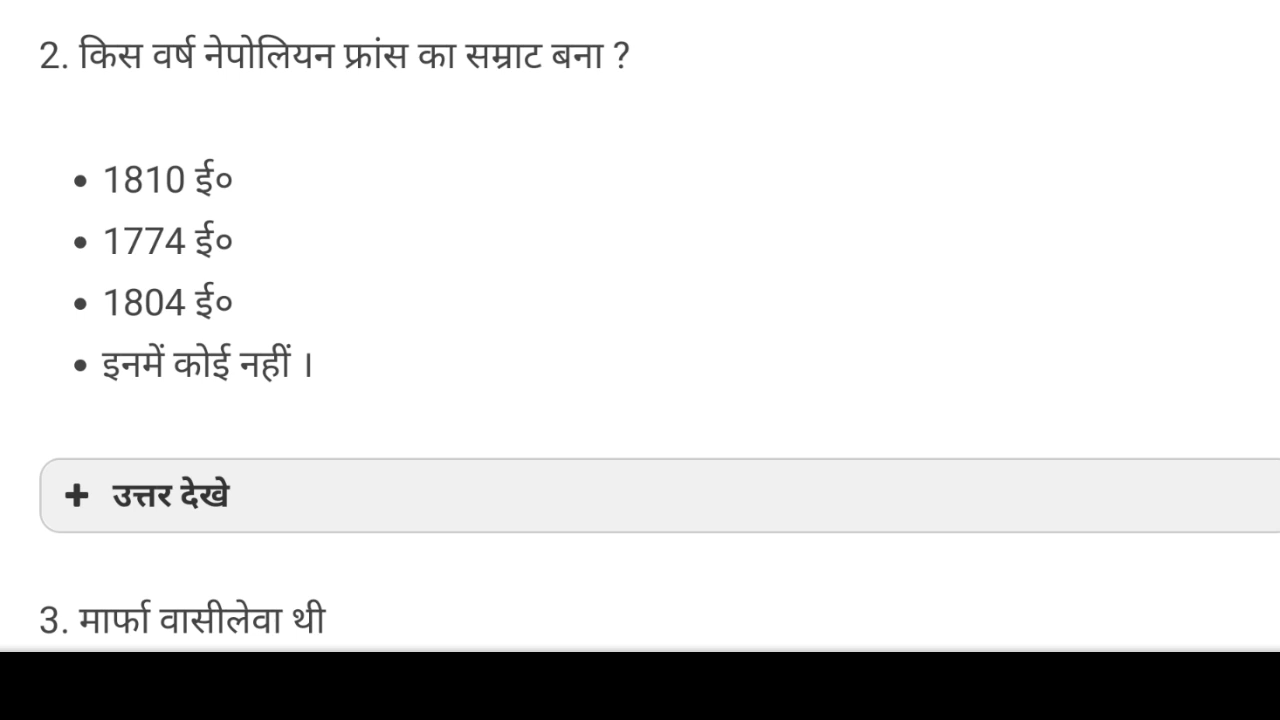 2. किस वर्ष नेपोलियन फ्रांस का सम्राट बना ?
• 1810 ई०
• 1774 ई०
• 1804 ई०
• इनमें कोई नहीं ।
+ उत्तर देखे
3. मार्फा वासीलेवा थी